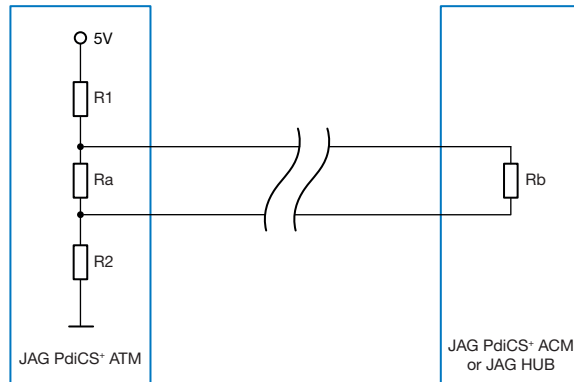 5V
R1
Ra
Rb
R2
JAG PdiCS⁺ ATM
JAG PdiCS⁺ ACM
or JAG HUB